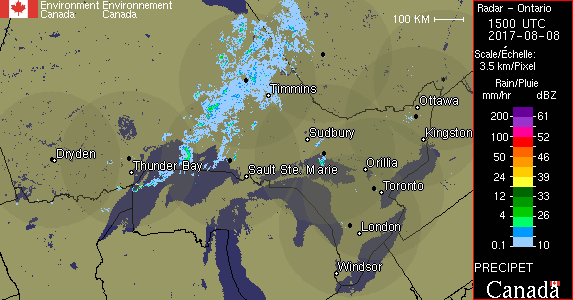 Environment Environnement
Canada Canada
100 KM
Timmins
Ottawa
Sudbury
Kingston
Dryden
Thunder Bay
Sault Ste. Marie
Orillia
Toronto
London
Windsor
Radar - Ontario
1500 UTC
2017-08-08
Scale/Échelle:
3.5 km/Pixel
Rain/Pluie
mm/hr dBZ
200 61
100 52
50 46
24 39
12 33
4 26
0.1 10
PRECIPET
Canada